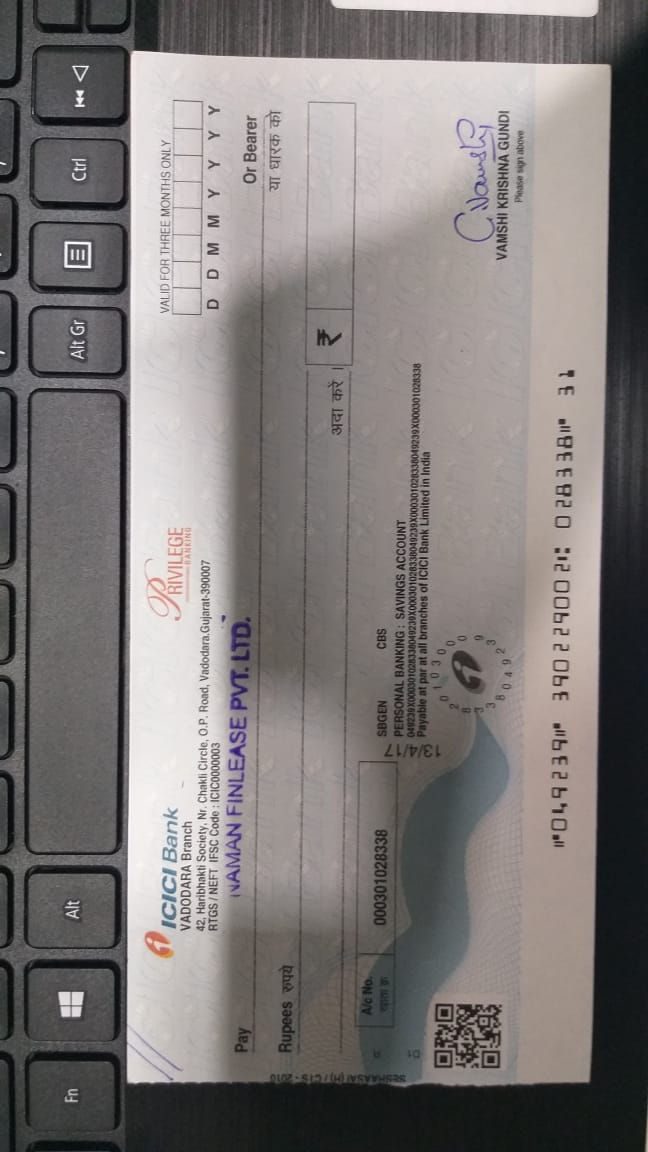 ICICI Bank
PRIVILEGE
BANKING
VADODARA Branch
42, Haribhakti Society, Nr. Chakli Circle, O.P. Road, Vadodara.Gujarat-390007
RTGS / NEFT IFSC Code : ICIC0000003
VALID FOR THREE MONTHS ONLY
D D M M Y Y Y Y
Pay NAMAN FINLEASE PVT. LTD. Or Bearer
या धारक को
Rupees रुपये
अदा करें ।
₹
A/c No. 000301028338
खाता क्र
SBGEN CBS
13/4/17
PERSONAL BANKING : SAVINGS ACCOUNT
049239X000301028338049239X000301028338049239X000301028338049239X000301028338
Payable at par at all branches of ICICI Bank Limited in India
C. Vamshi
VAMSHI KRISHNA GUNDI
Please sign above
D1
SESHAASAI (H) / CTS - 2010
⑈049239⑈ 390229002⑆ 028338⑈ 31
Fn
Alt
Alt Gr
Ctrl